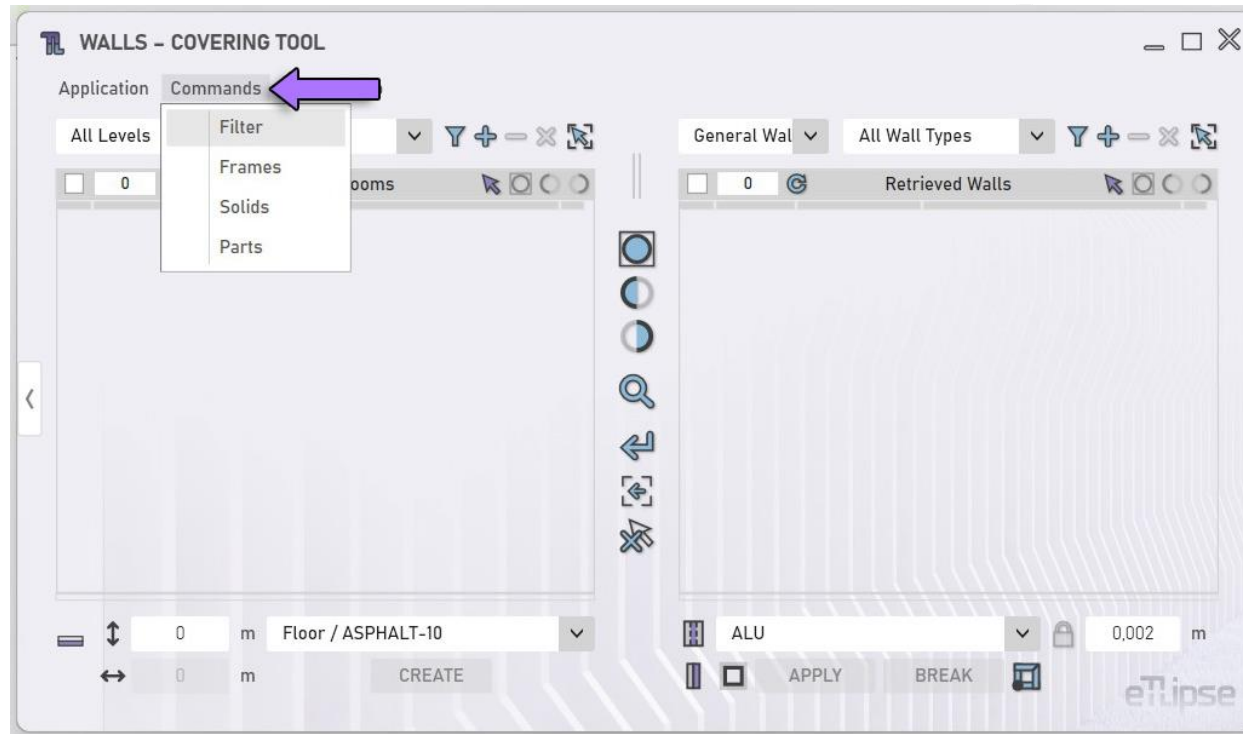 WALLS – COVERING TOOL
Application Commands
All Levels
Filter
Frames
Solids
Parts
General Wal All Wall Types
0 ooms
0 Retrieved Walls
0 m Floor / ASPHALT-10
0 m CREATE
ALU 0,002 m
APPLY BREAK
eTLipse